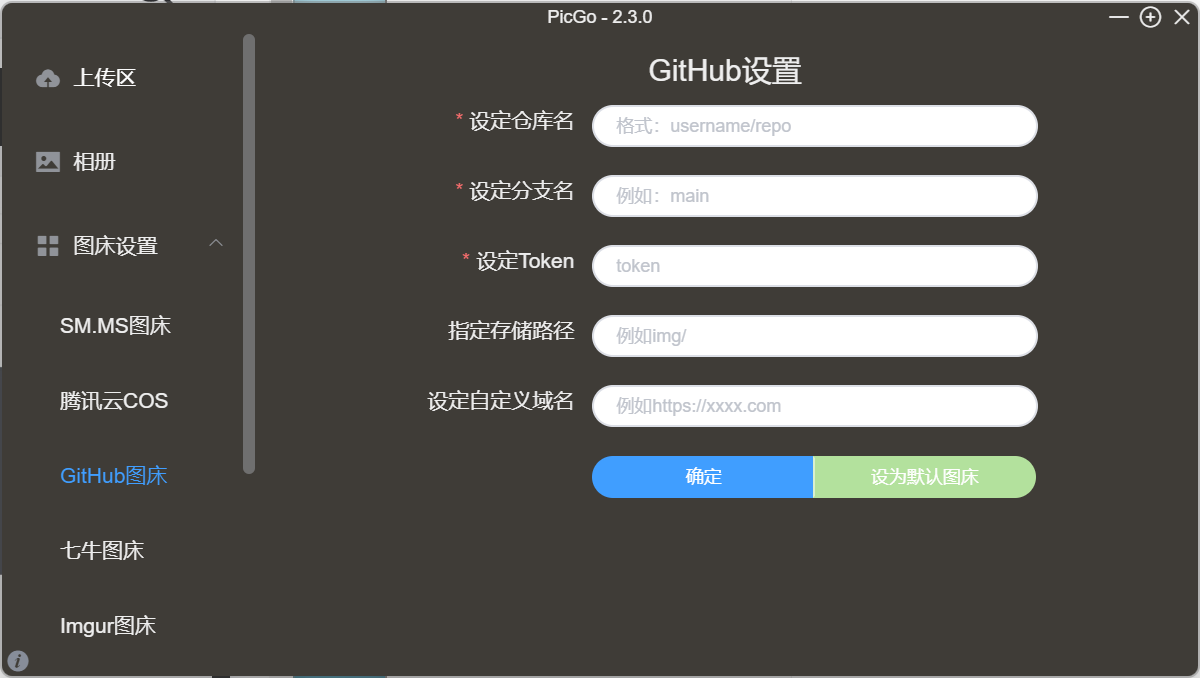 PicGo - 2.3.0
上传区
相册
图床设置
SM.MS图床
腾讯云COS
GitHub图床
七牛图床
Imgur图床
GitHub设置
* 设定仓库名
格式：username/repo
* 设定分支名
例如：main
* 设定Token
token
指定存储路径
例如img/
设定自定义域名
例如https://xxxx.com
确定
设为默认图床